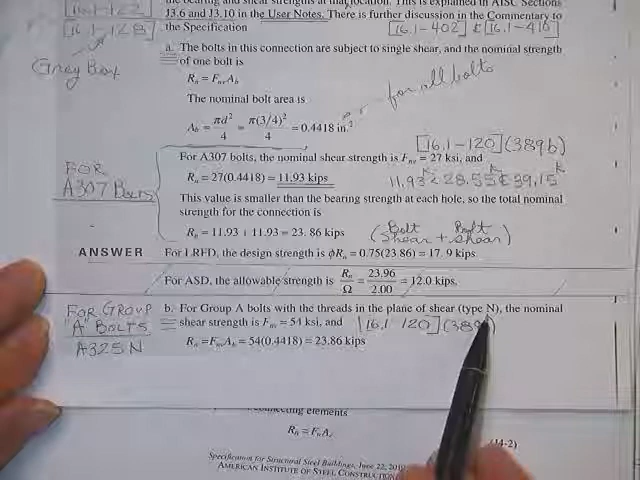 [16.1-122]
the bearing and shear strengths at that location. This is explained in AISC Sections
J3.6 and J3.10 in the User Notes. There is further discussion in the Commentary to
[16.1-128]
the Specification
[16.1-402] & [16.1-416]
Grey Box
a. The bolts in this connection are subject to single shear, and the nominal strength
of one bolt is
Rn = FnvAb
The nominal bolt area is
for all bolts
Ab = πd²/4 = π(3/4)²/4 = 0.4418 in.²
[16.1-120] (389b)
For A307 bolts, the nominal shear strength is Fnv = 27 ksi, and
FOR
A307 Bolts
Rn = 27(0.4418) = 11.93 kips
11.93ᵏ < 28.55ᵏ & 39.15ᵏ
This value is smaller than the bearing strength at each hole, so the total nominal
strength for the connection is
Rn = 11.93 + 11.93 = 23.86 kips
(Bolt shear + Bolt shear)
ANSWER
For LRFD, the design strength is ϕRn = 0.75(23.86) = 17.9 kips
For ASD, the allowable strength is Rn/Ω = 23.96/2.00 = 12.0 kips.
FOR GROUP
"A" BOLTS
A325N
b. For Group A bolts with the threads in the plane of shear (type N), the nominal
shear strength is Fnv = 54 ksi, and
[16.1 120]
Rn = FnvAb = 54(0.4418) = 23.86 kips
connecting elements
Specification for Structural Steel Buildings, June 22,
AMERICAN INSTITUTE OF STEEL CONSTRUCTION